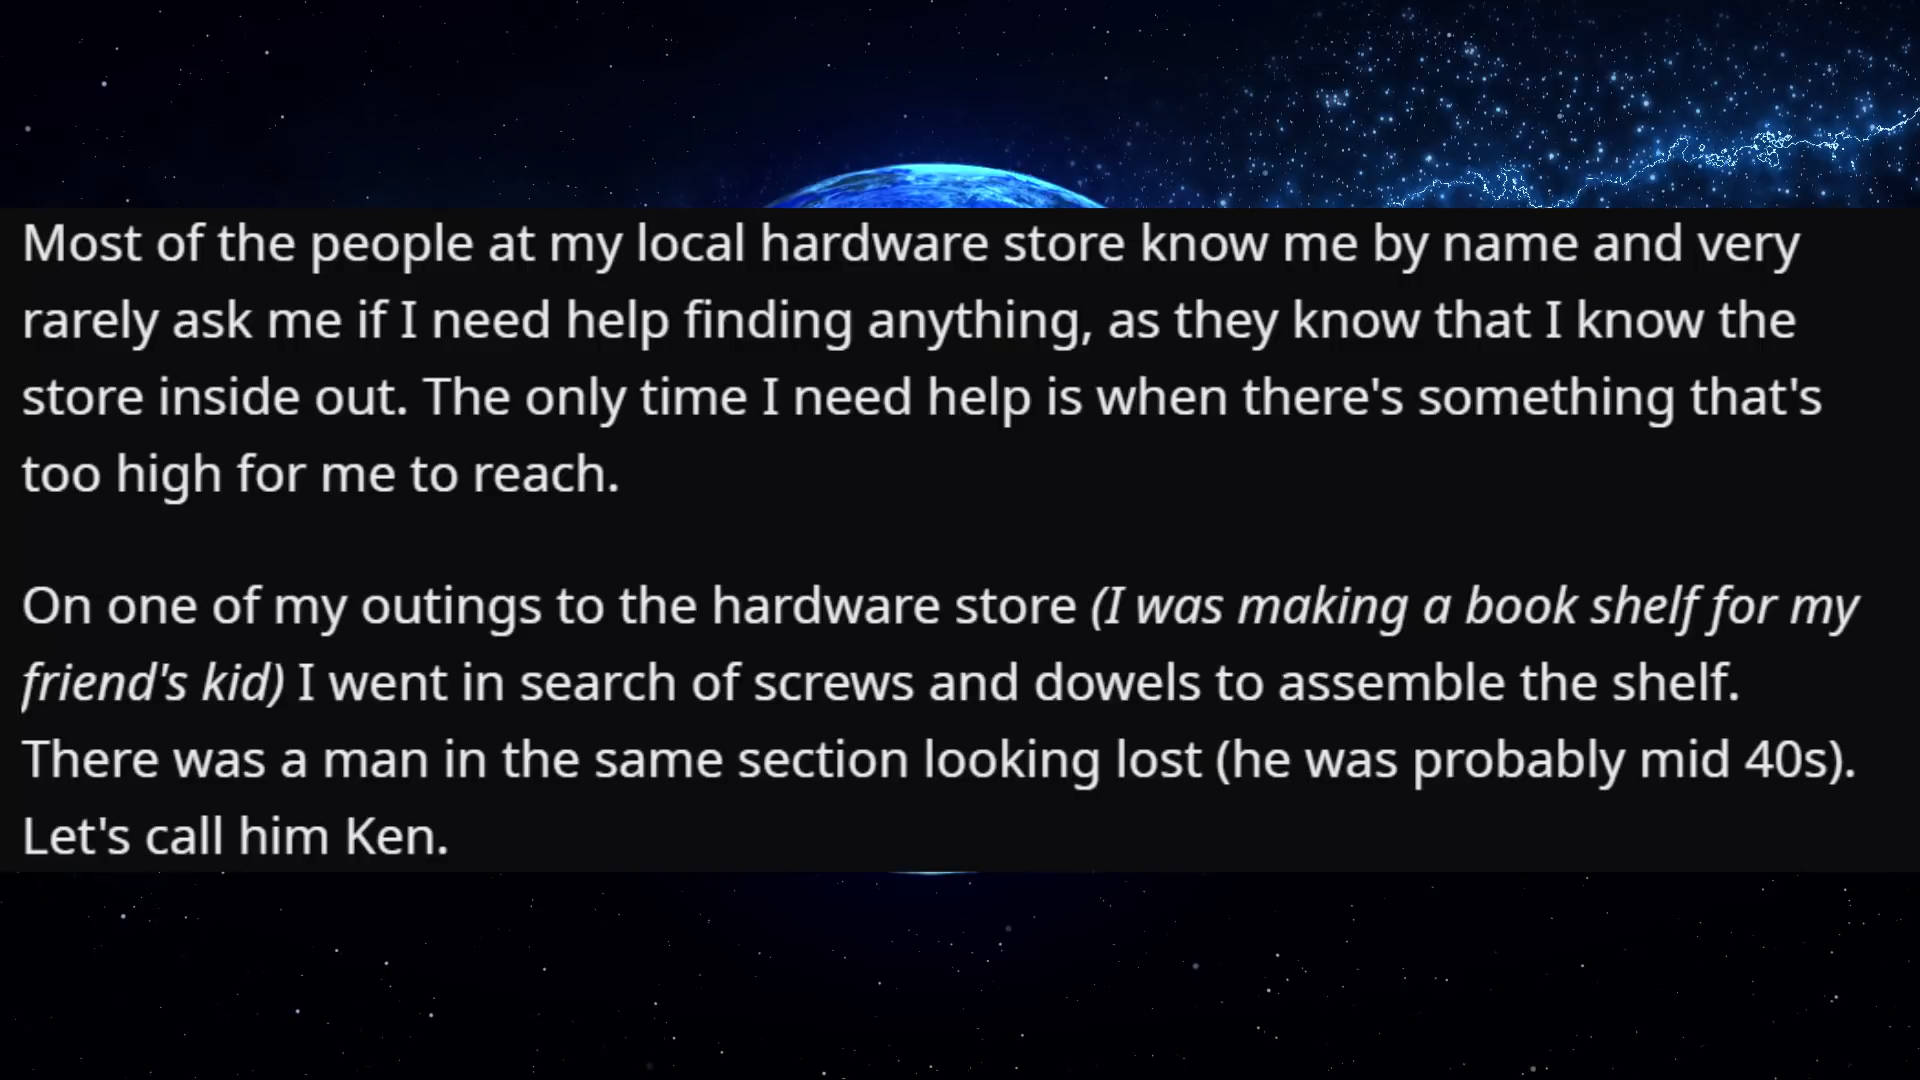 Most of the people at my local hardware store know me by name and very
rarely ask me if I need help finding anything, as they know that I know the
store inside out. The only time I need help is when there's something that's
too high for me to reach.
On one of my outings to the hardware store (I was making a book shelf for my
friend's kid) I went in search of screws and dowels to assemble the shelf.
There was a man in the same section looking lost (he was probably mid 40s).
Let's call him Ken.